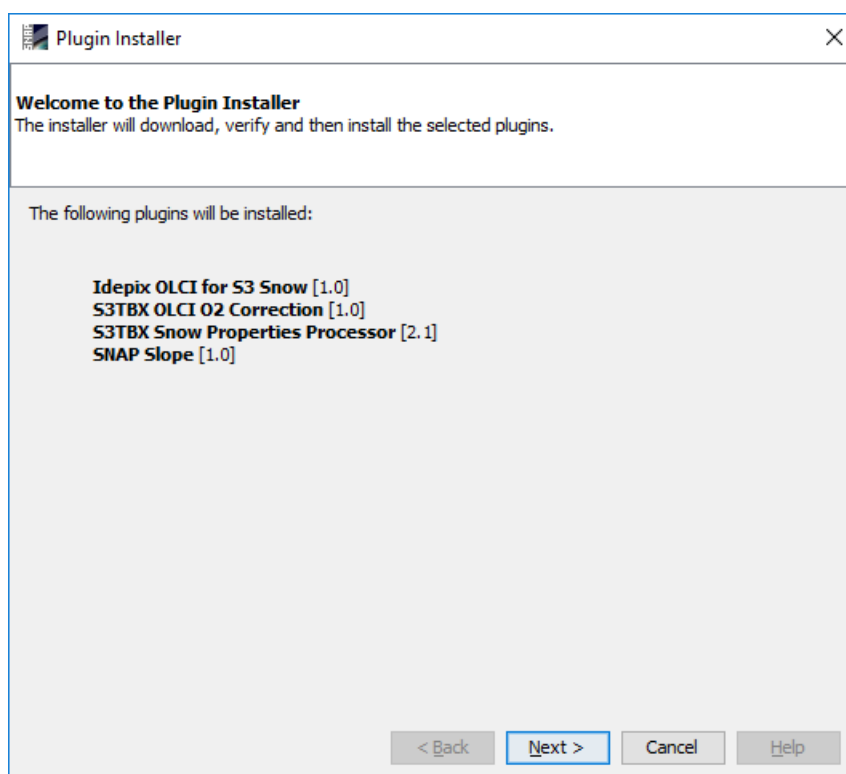 Plugin Installer
Welcome to the Plugin Installer
The installer will download, verify and then install the selected plugins.
The following plugins will be installed:
Idepix OLCI for S3 Snow [1.0]
S3TBX OLCI O2 Correction [1.0]
S3TBX Snow Properties Processor [2.1]
SNAP Slope [1.0]
< Back Next > Cancel Help